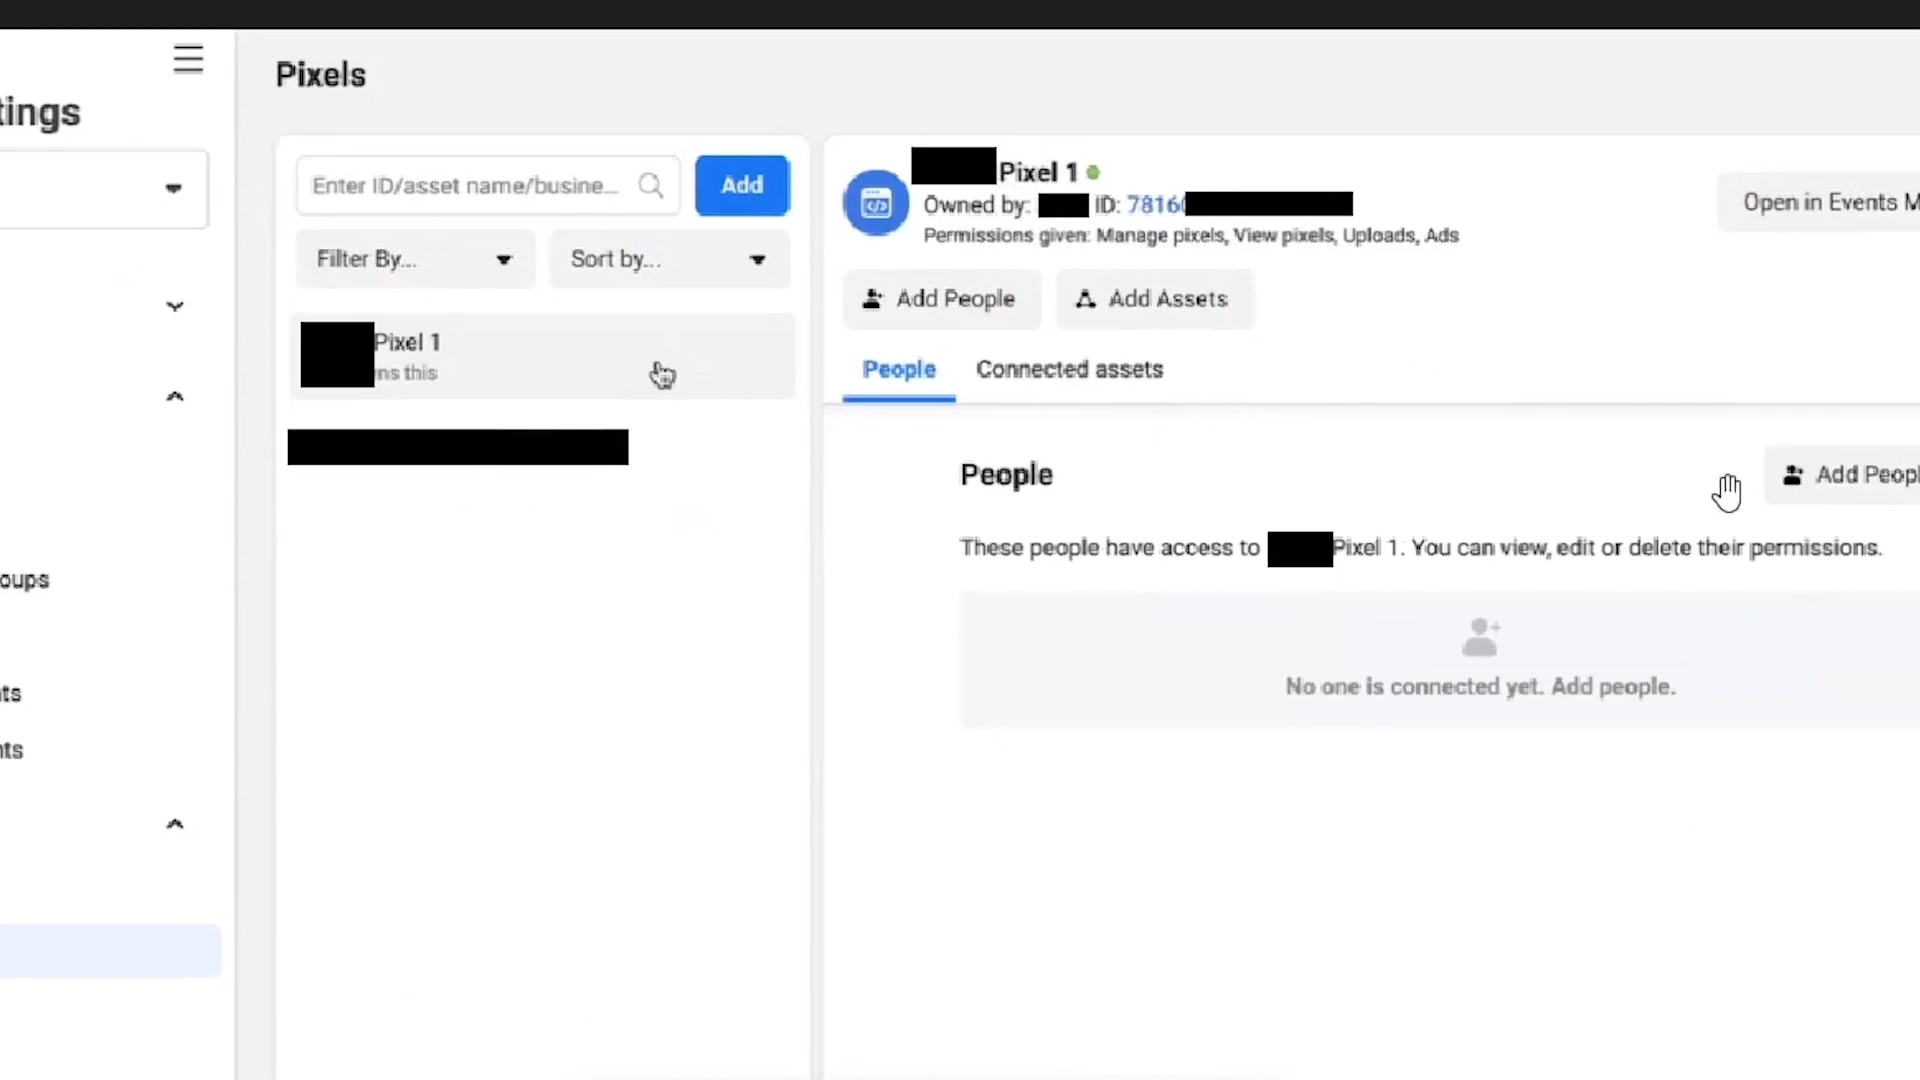 tings
oups
Pixels
Enter ID/asset name/busine...
Add
Filter By...
Sort by...
Pixel 1
ns this
Pixel 1
Owned by: ID: 7816
Permissions given: Manage pixels, View pixels, Uploads, Ads
Open in Events M
Add People
Add Assets
People
Connected assets
People
Add Peopl
These people have access to Pixel 1. You can view, edit or delete their permissions.
No one is connected yet. Add people.